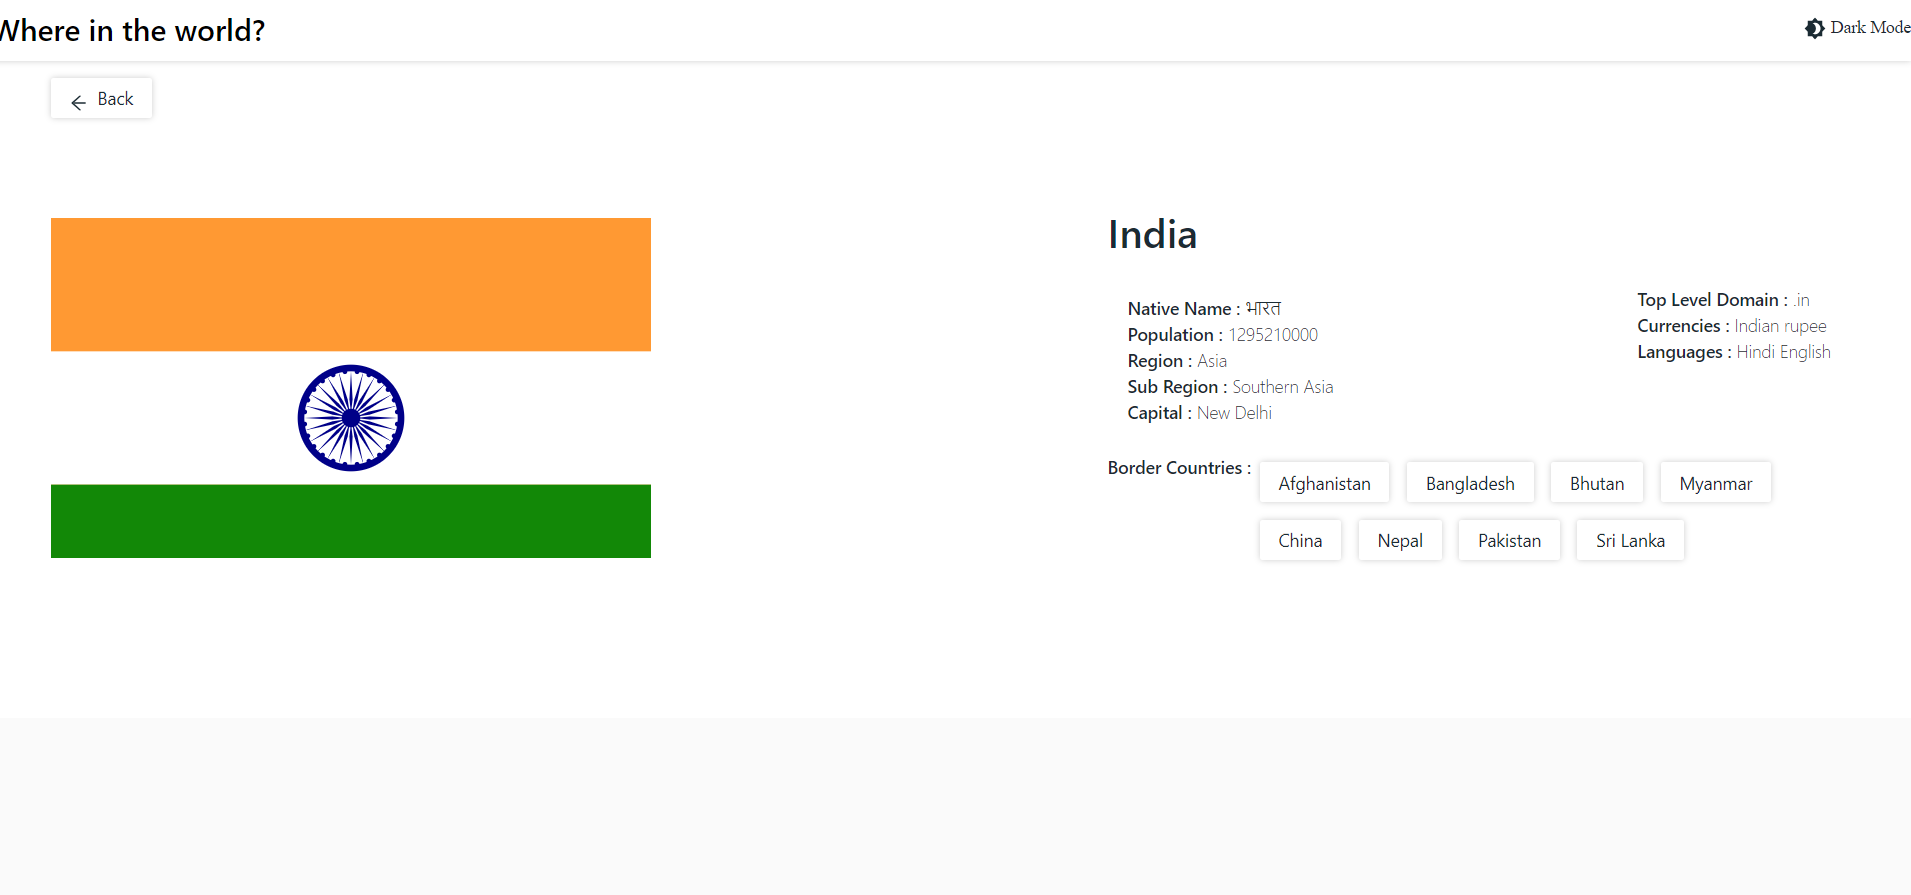 Where in the world?
Dark Mode
Back
India
Native Name : भारत
Population : 1295210000
Region : Asia
Sub Region : Southern Asia
Capital : New Delhi
Top Level Domain : .in
Currencies : Indian rupee
Languages : Hindi English
Border Countries :
Afghanistan Bangladesh Bhutan Myanmar
China Nepal Pakistan Sri Lanka